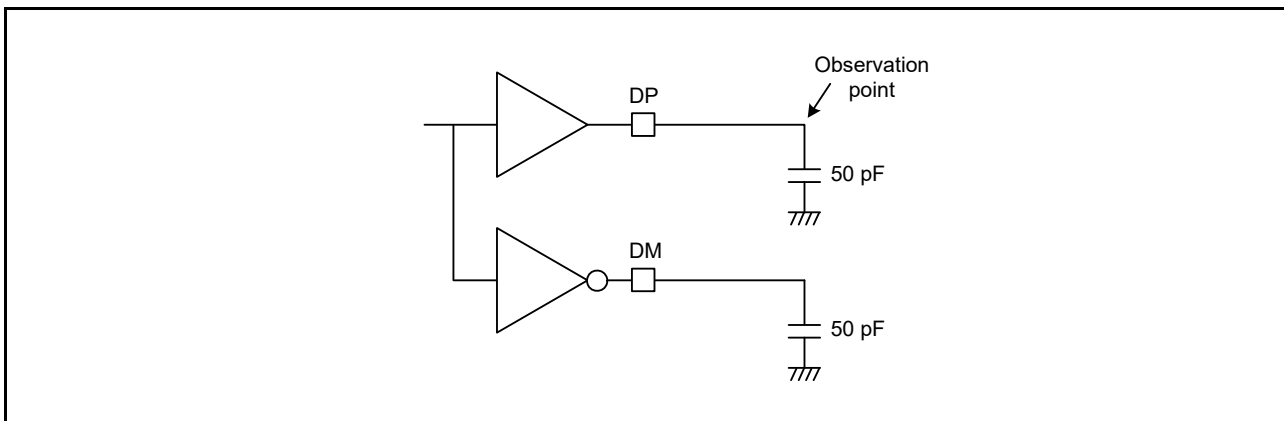 Observation
point
DP
50 pF
DM
50 pF